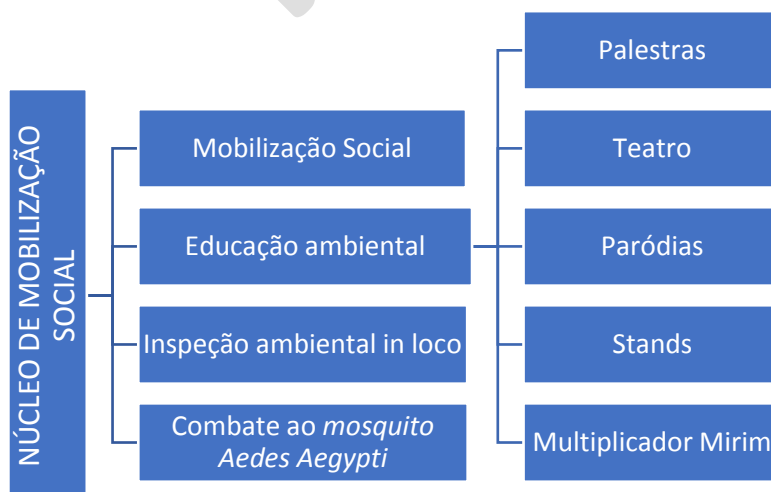 NÚCLEO DE MOBILIZAÇÃO
SOCIAL
Mobilização Social
Educação ambiental
Inspeção ambiental in loco
Combate ao mosquito
Aedes Aegypti
Palestras
Teatro
Paródias
Stands
Multiplicador Mirim